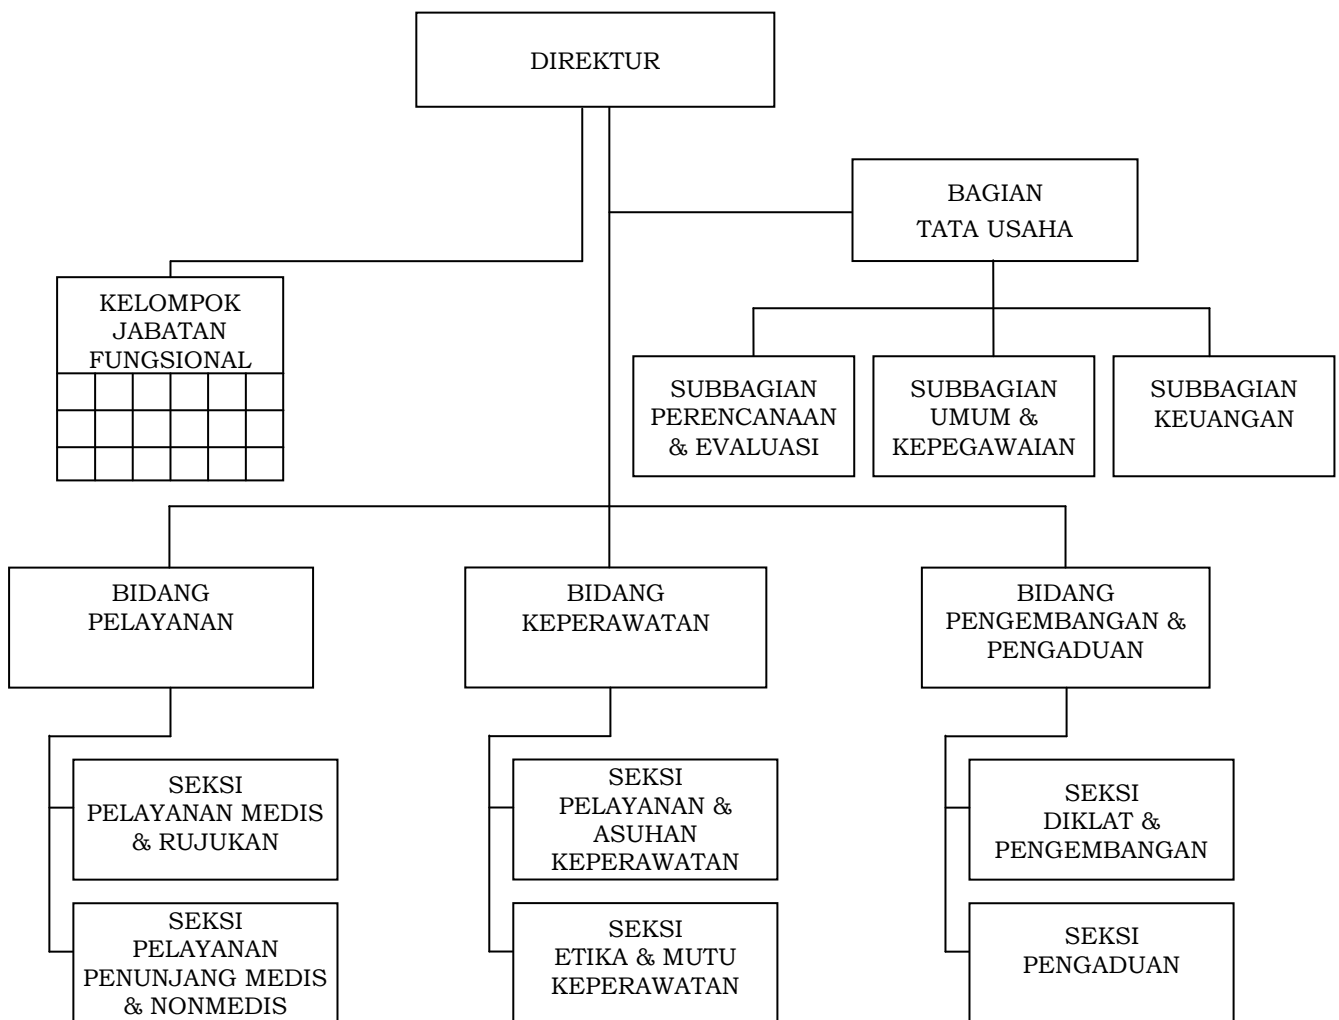 DIREKTUR
BAGIAN
TATA USAHA
KELOMPOK
JABATAN
FUNGSIONAL
SUBBAGIAN
PERENCANAAN
& EVALUASI
SUBBAGIAN
UMUM &
KEPEGAWAIAN
SUBBAGIAN
KEUANGAN
BIDANG
PELAYANAN
BIDANG
KEPERAWATAN
BIDANG
PENGEMBANGAN &
PENGADUAN
SEKSI
PELAYANAN MEDIS
& RUJUKAN
SEKSI
PELAYANAN &
ASUHAN
KEPERAWATAN
SEKSI
DIKLAT &
PENGEMBANGAN
SEKSI
PELAYANAN
PENUNJANG MEDIS
& NONMEDIS
SEKSI
ETIKA & MUTU
KEPERAWATAN
SEKSI
PENGADUAN